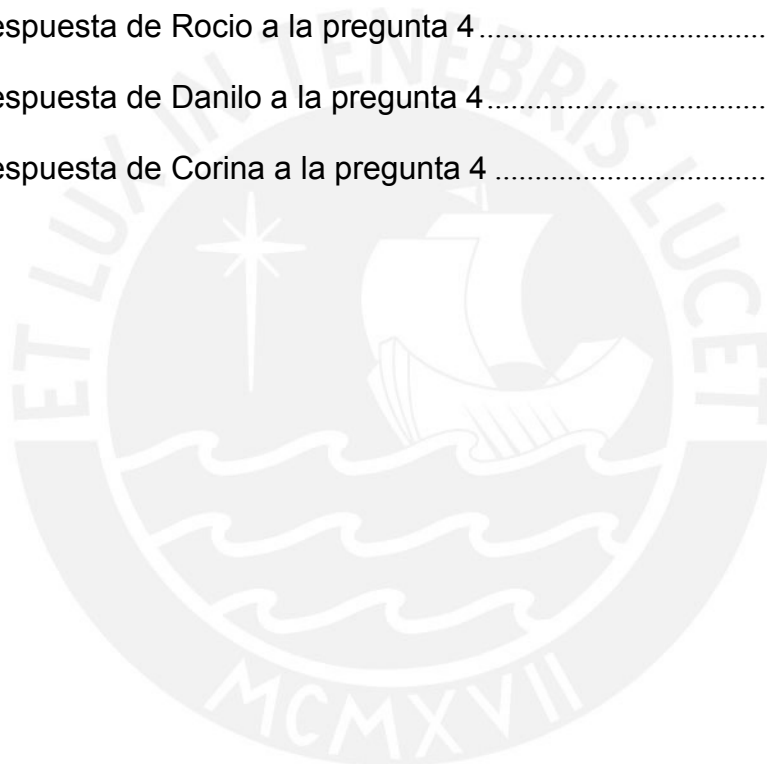 espuesta de Rocio a la pregunta 4..................................
espuesta de Danilo a la pregunta 4.................................
espuesta de Corina a la pregunta 4 ................................
ET LUX IN TENEBRIS LUCET
MCMXVII